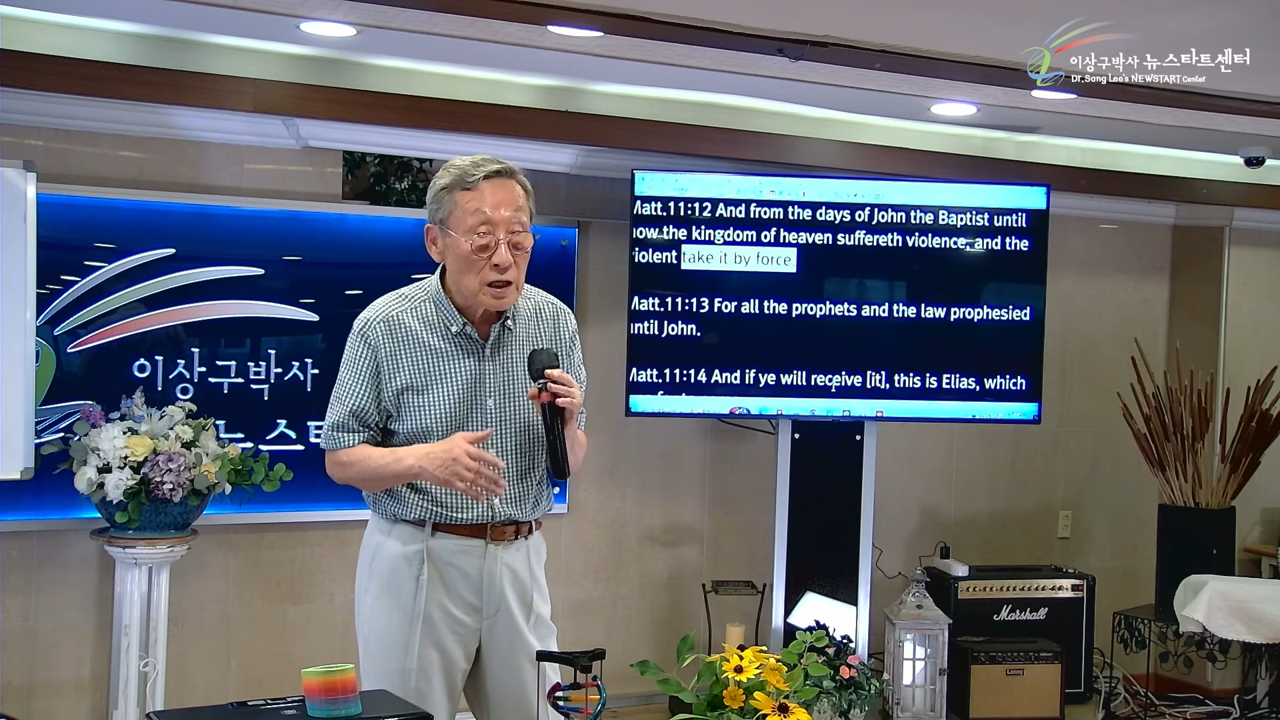 이상구박사 뉴스타트센터
Dr.Sang Lee's NEWSTART Center
Matt.11:12 And from the days of John the Baptist until
now the kingdom of heaven suffereth violence, and the
violent take it by force.
Matt.11:13 For all the prophets and the law prophesied
until John.
Matt.11:14 And if ye will receive [it], this is Elias, which
이상구박사
뉴스타
Marshall
Laney